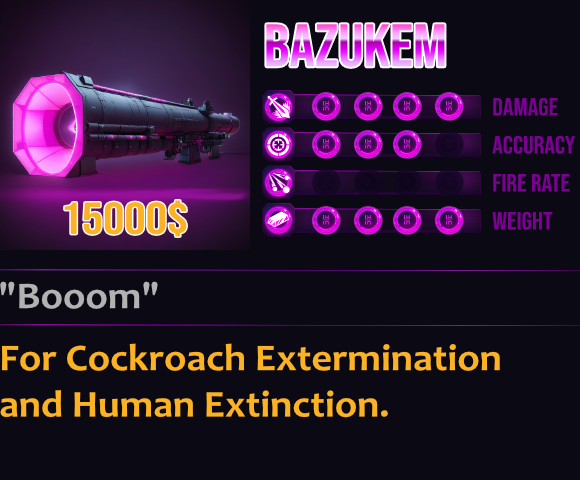 BAZUKEM
DAMAGE
ACCURACY
FIRE RATE
WEIGHT
15000$
"Booom"
For Cockroach Extermination
and Human Extinction.